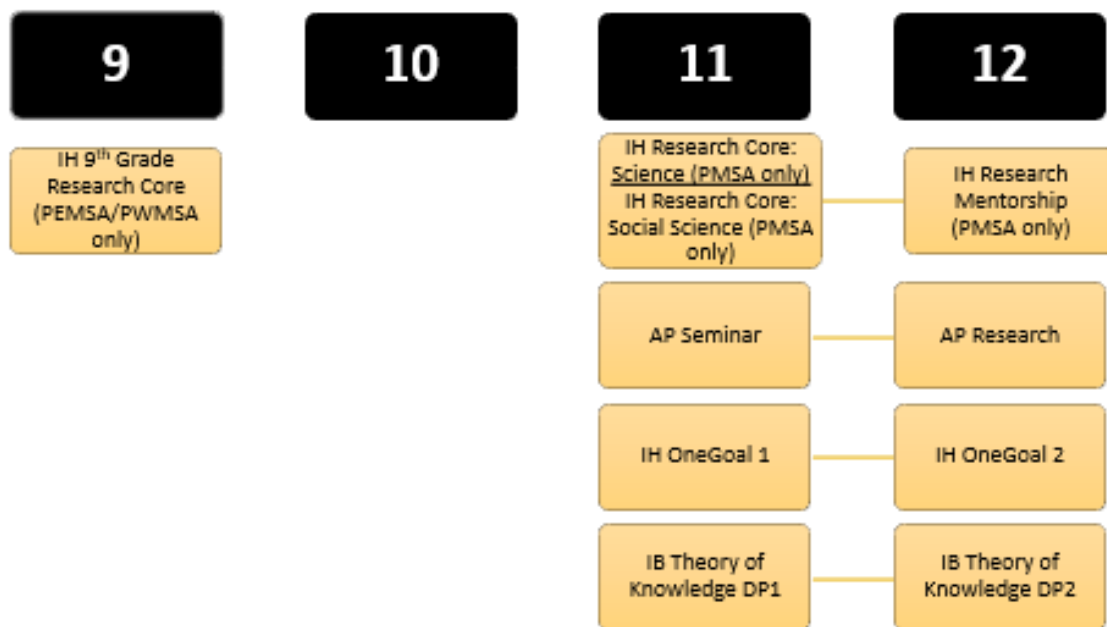 9
10
11
12
IH 9th Grade
Research Core
(PEMSA/PWMSA
only)
IH Research Core:
Science (PMSA only)
IH Research Core:
Social Science (PMSA
only)
IH Research
Mentorship
(PMSA only)
AP Seminar
AP Research
IH OneGoal 1
IH OneGoal 2
IB Theory of
Knowledge DP1
IB Theory of
Knowledge DP2